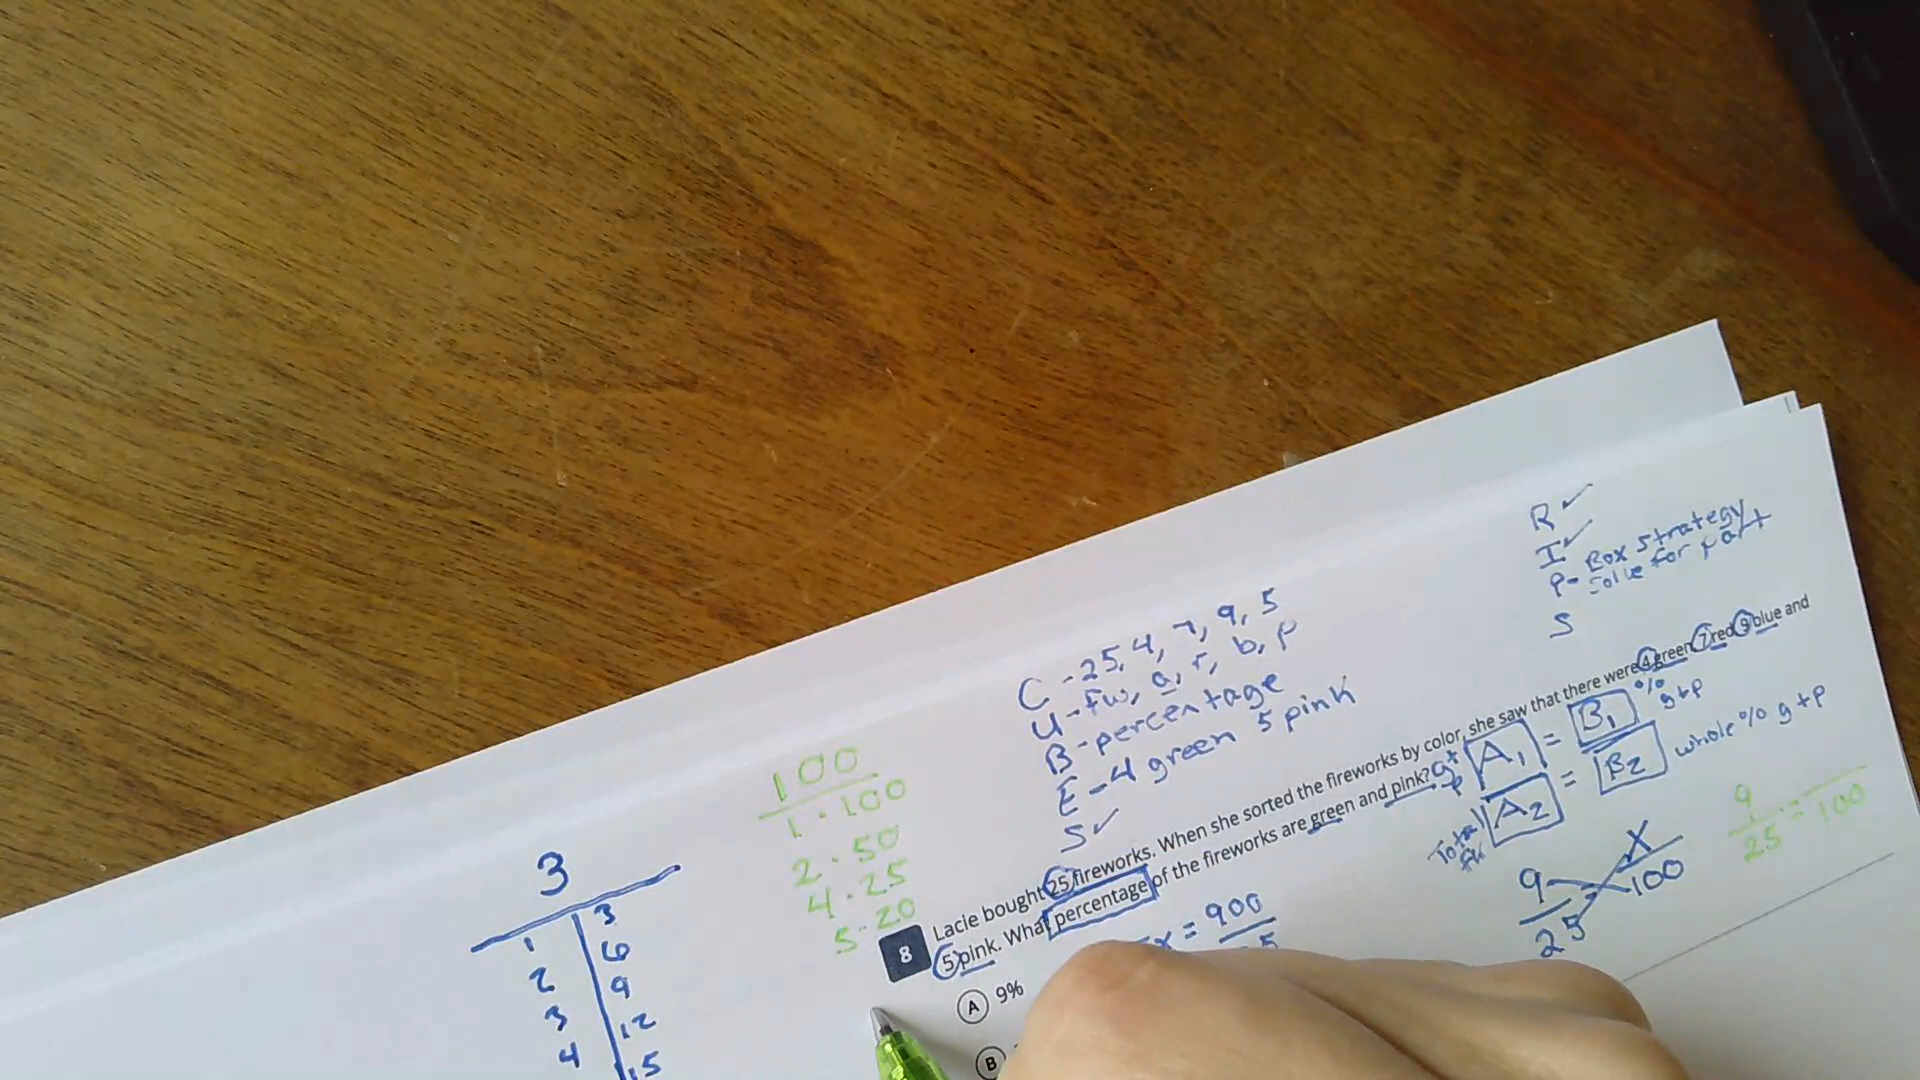 R ✓
I ✓
P- Box strategy
solve for part
S
C - 25, 4, 7, 9, 5
U - fw, g, r, b, p
B - percentage
E - 4 green 5 pink
S ✓
8
Lacie bought 25 fireworks. When she sorted the fireworks by color, she saw that there were 4 green 7 red 9 blue and
5 pink. What percentage of the fireworks are green and pink?
A 9%
B
g+p A1 = B1 % g+p
Total fw A2 = B2 whole % g+p
9 x
25 100
9 =
25 100
x = 900
100
1 · 100
2 · 50
4 · 25
5 · 20
3
1 3
2 6
3 9
4 12
15